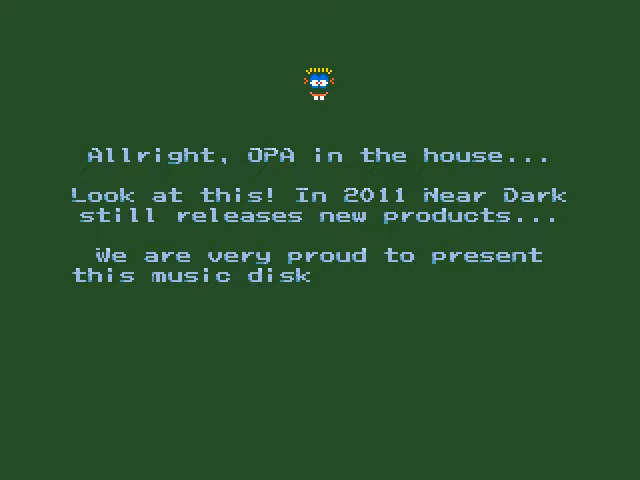 Allright, OPA in the house...
Look at this! In 2011 Near Dark
still releases new products...
We are very proud to present
this music disk